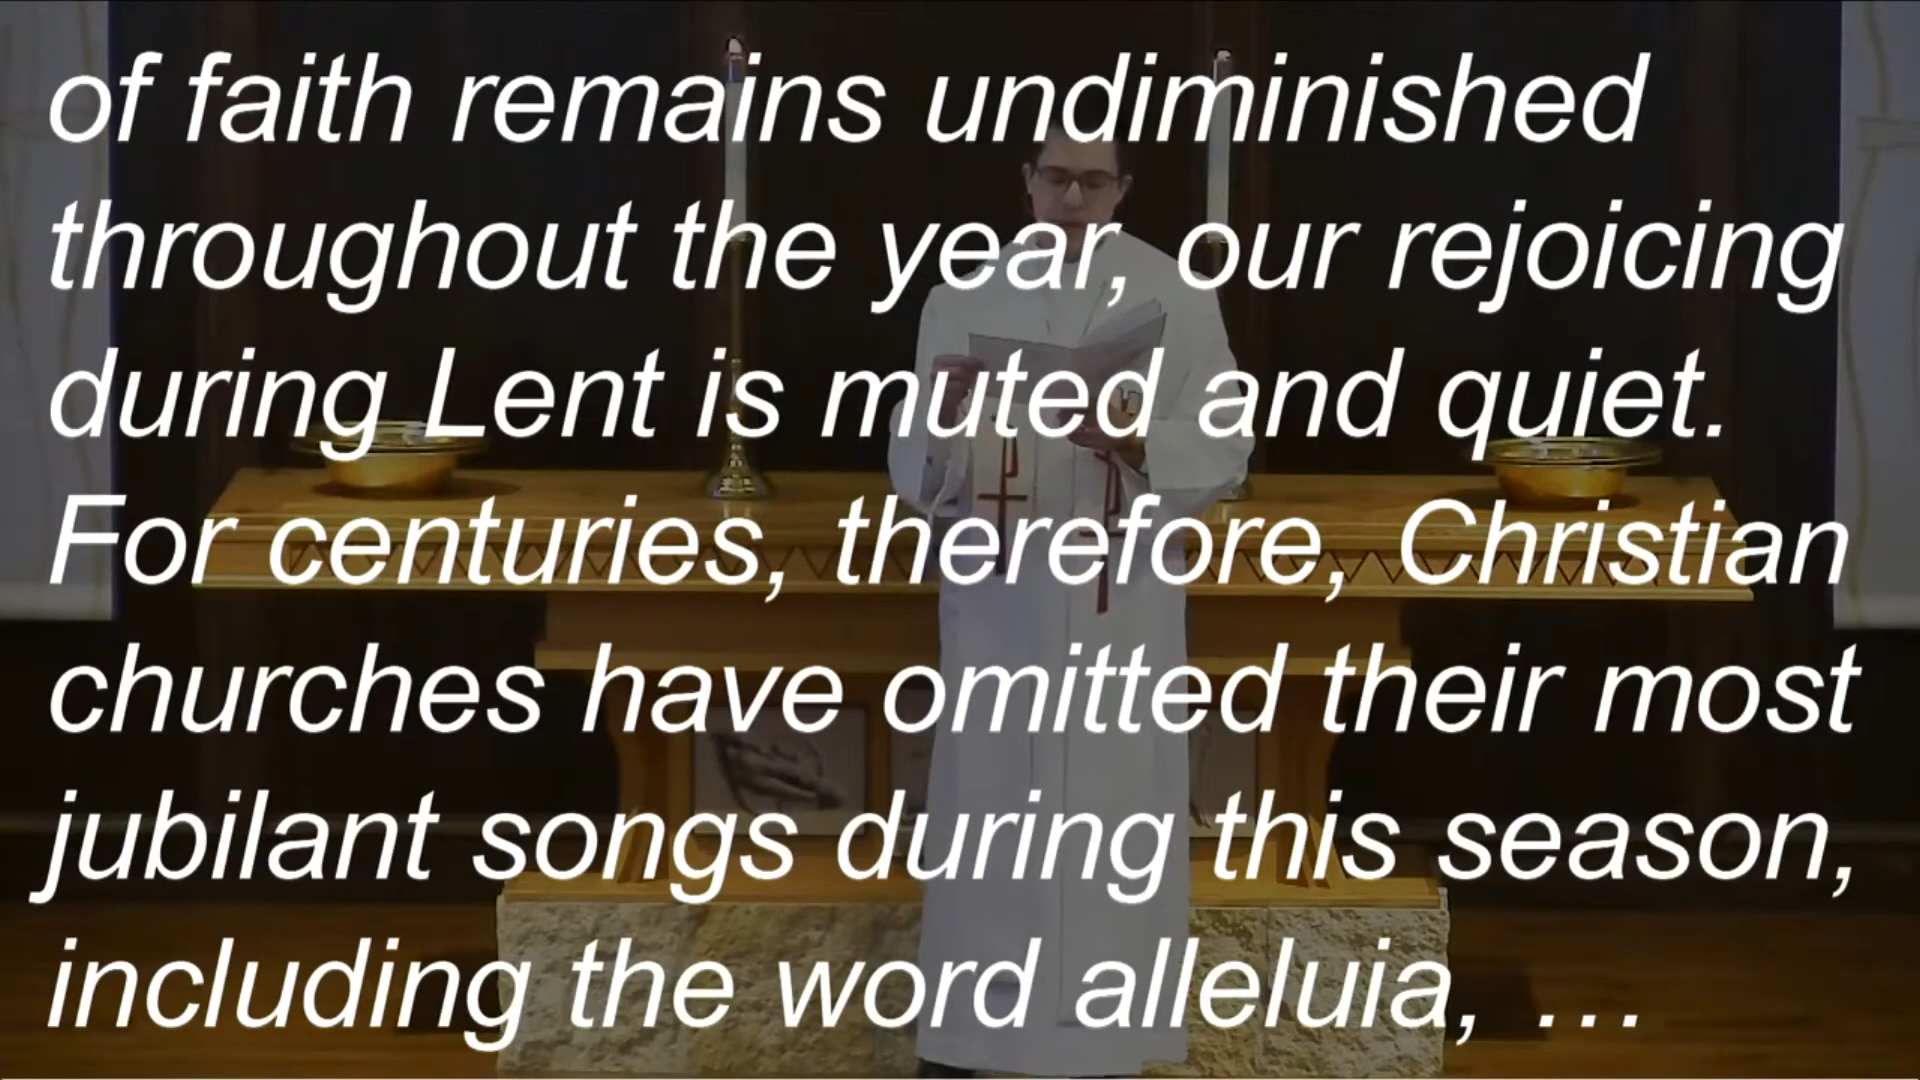 of faith remains undiminished
throughout the year, our rejoicing
during Lent is muted and quiet.
For centuries, therefore, Christian
churches have omitted their most
jubilant songs during this season,
including the word alleluia, …